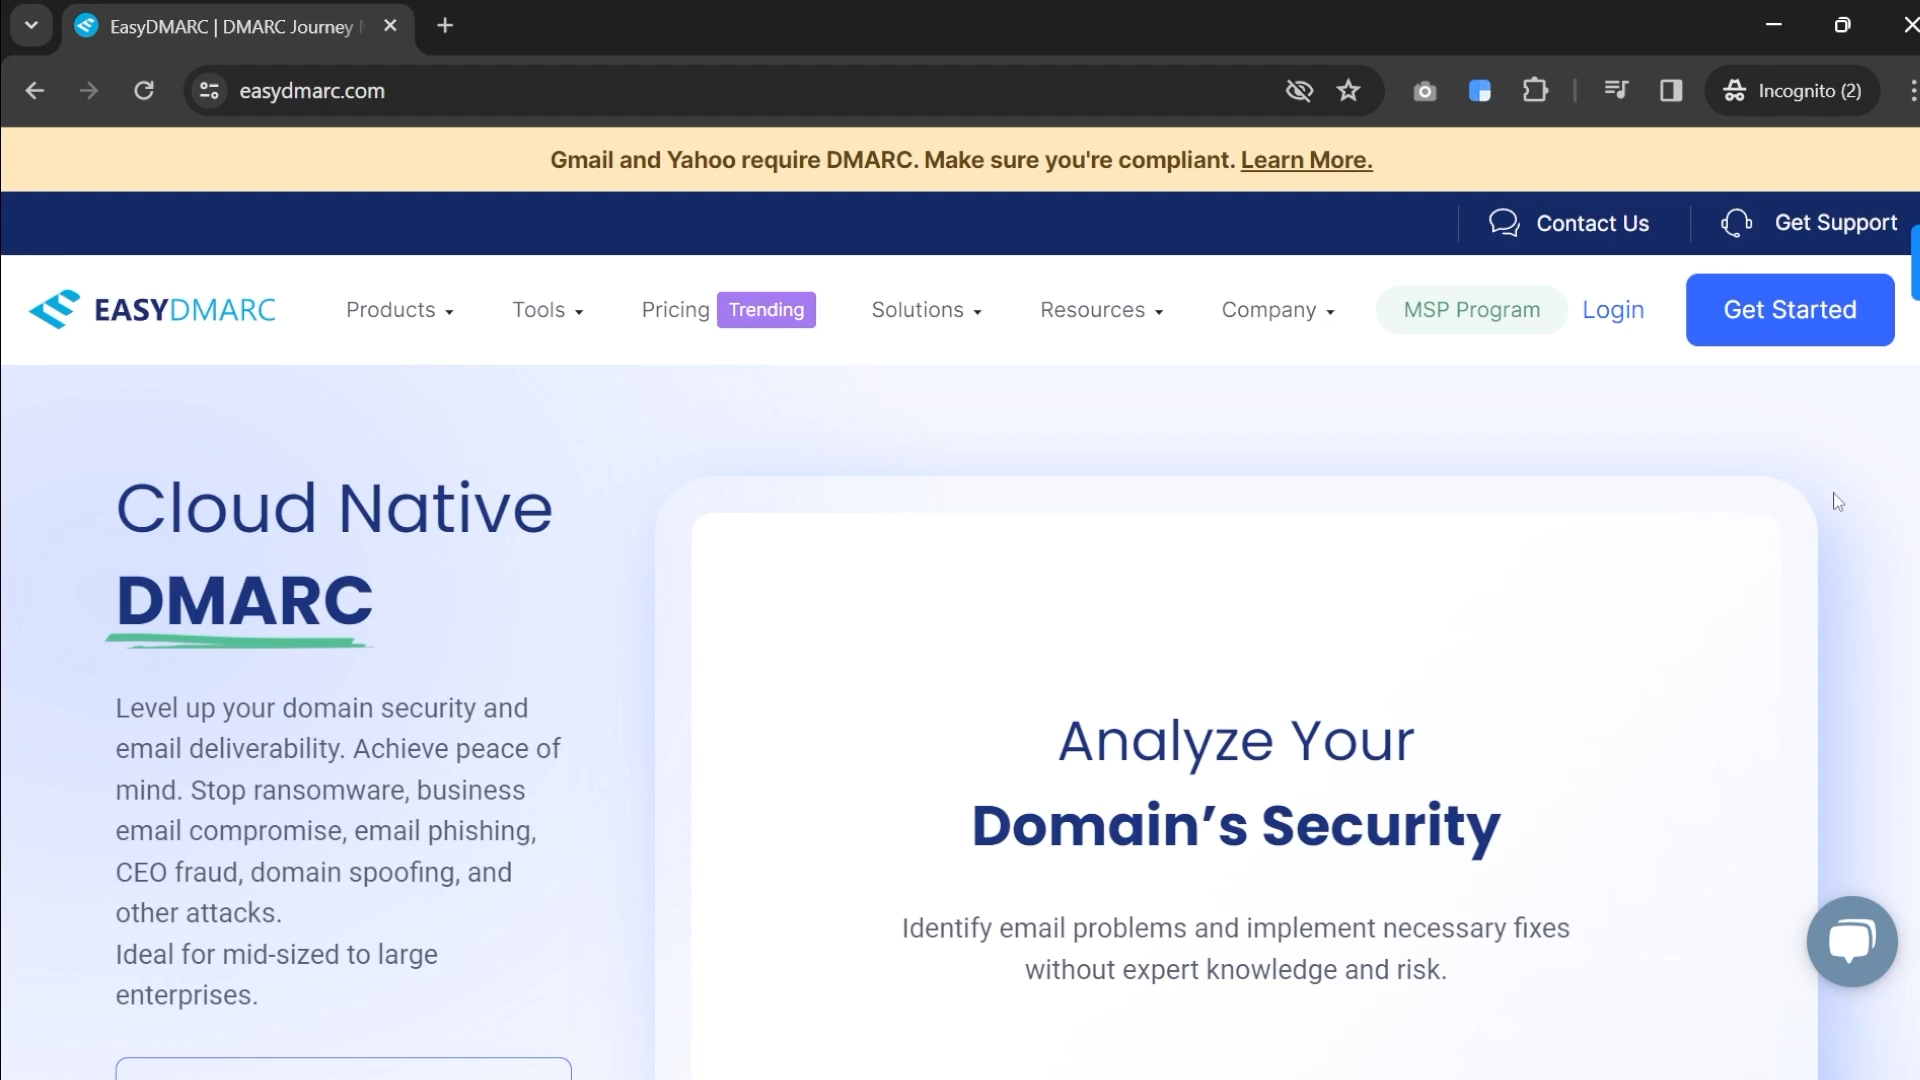 EasyDMARC | DMARC Journey
easydmarc.com
Incognito (2)
Gmail and Yahoo require DMARC. Make sure you're compliant. Learn More.
Contact Us
Get Support
EASYDMARC
Products
Tools
Pricing
Trending
Solutions
Resources
Company
MSP Program
Login
Get Started
Cloud Native
DMARC
Level up your domain security and
email deliverability. Achieve peace of
mind. Stop ransomware, business
email compromise, email phishing,
CEO fraud, domain spoofing, and
other attacks.
Ideal for mid-sized to large
enterprises.
Analyze Your
Domain’s Security
Identify email problems and implement necessary fixes
without expert knowledge and risk.